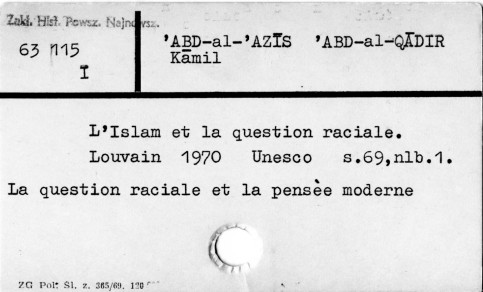 Zakł. Hist. Powsz. Najnowsz.
63 115
I
'ABD-al-'AZĪS 'ABD-al-QĀDIR
Kāmil
L'Islam et la question raciale.
Louvain 1970 Unesco s.69,nlb.1.
La question raciale et la pensèe moderne
ZG Pol. Śl. z. 365/69. 120